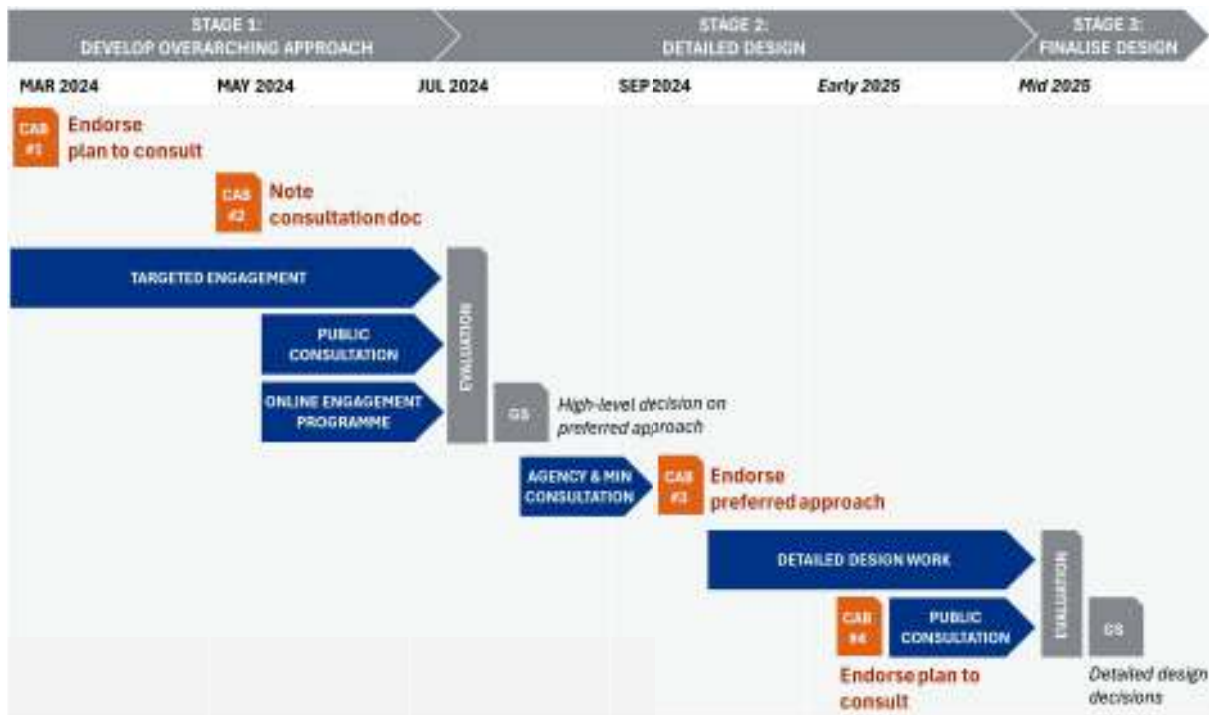 STAGE 1:
DEVELOP OVERARCHING APPROACH
STAGE 2:
DETAILED DESIGN
STAGE 3:
FINALISE DESIGN
MAR 2024
MAY 2024
JUL 2024
SEP 2024
Early 2025
Mid 2025
CAB
#1
Endorse
plan to consult
CAB
#2
Note
consultation doc
TARGETED ENGAGEMENT
PUBLIC
CONSULTATION
ONLINE ENGAGEMENT
PROGRAMME
EVALUATION
GS
High-level decision on
preferred approach
AGENCY & MIN
CONSULTATION
CAB
#3
Endorse
preferred approach
DETAILED DESIGN WORK
CAB
#4
PUBLIC
CONSULTATION
Endorse plan to
consult
EVALUATION
GS
Detailed design
decisions